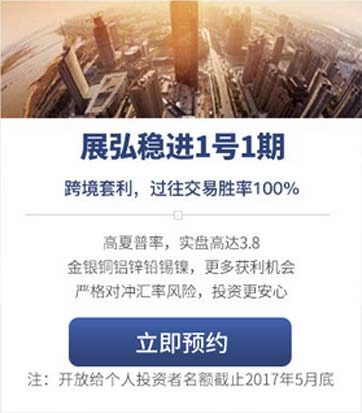 展弘稳进1号1期
跨境套利，过往交易胜率100%
高夏普率，实盘高达3.8
金银铜铝锌铅锡镍，更多获利机会
严格对冲汇率风险，投资更安心
立即预约
注：开放给个人投资者名额截止2017年5月底